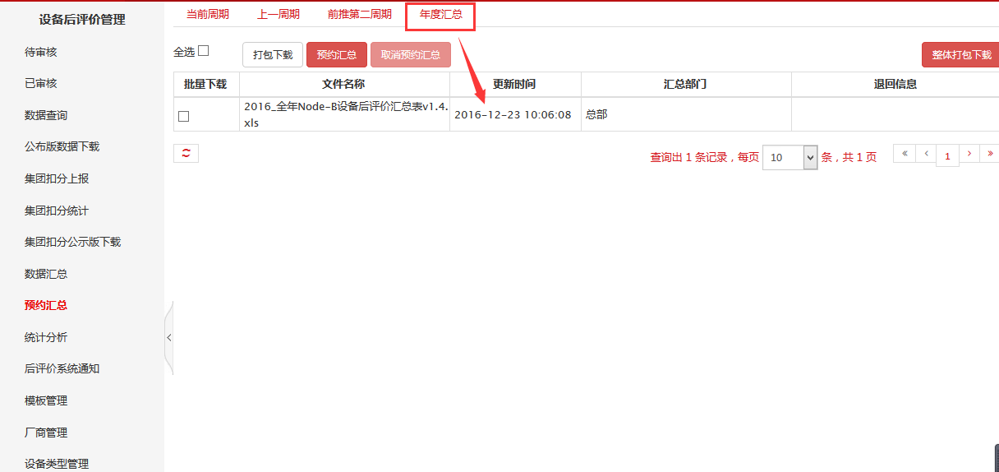 设备后评价管理
待审核
已审核
数据查询
公布版数据下载
集团扣分上报
集团扣分统计
集团扣分公示版下载
数据汇总
预约汇总
统计分析
后评价系统通知
模板管理
厂商管理
设备类型管理
当前周期 上一周期 前推第二周期 年度汇总
全选 打包下载 预约汇总 取消预约汇总 整体打包下载
批量下载 文件名称 更新时间 汇总部门 退回信息
2016_全年Node-B设备后评价汇总表v1.4.
xls
2016-12-23 10:06:08 总部
查询出 1 条记录，每页 10 条，共 1 页 « ‹ 1 › »